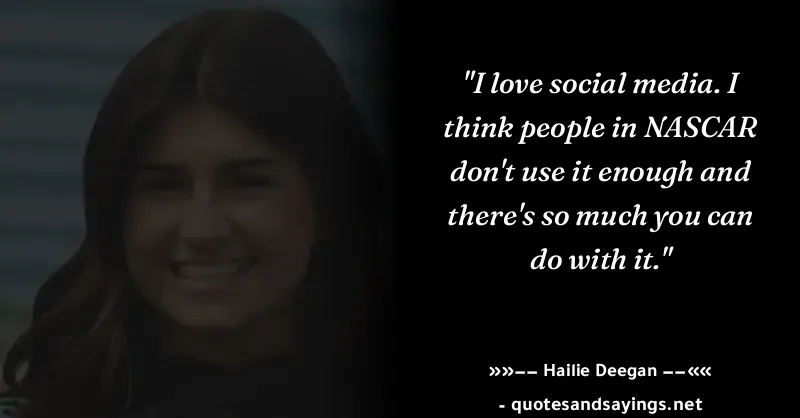 "I love social media. I
think people in NASCAR
don't use it enough and
there's so much you can
do with it."
»»−− Hailie Deegan −−««
- quotesandsayings.net